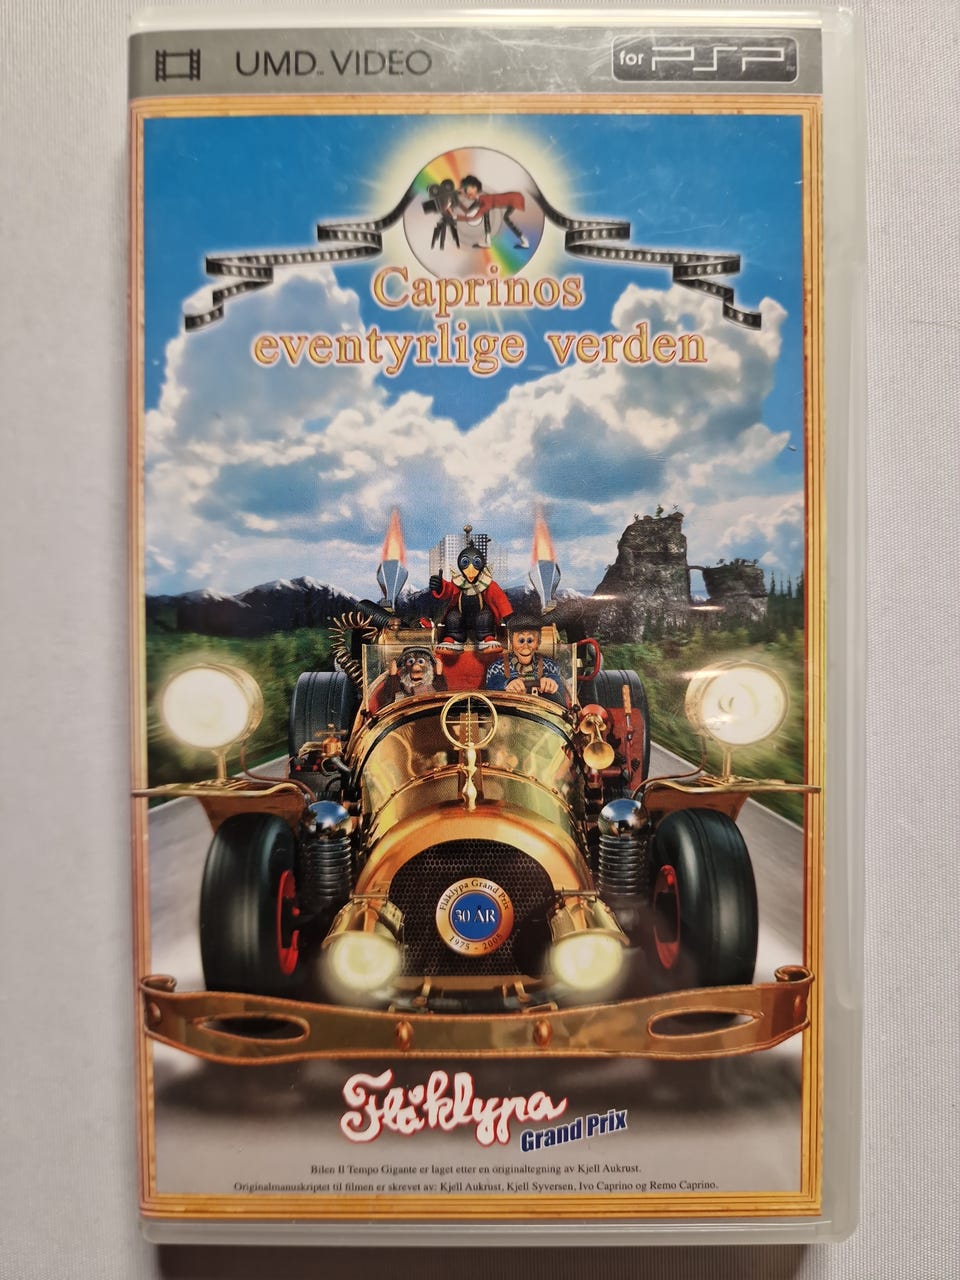 UMD™ VIDEO
for PSP™
Caprinos
eventyrlige verden
Flåklypa Grand Prix
30 ÅR
1975 - 2005
Flåklypa
Grand Prix
Bilen Il Tempo Gigante er laget etter en originaltegning av Kjell Aukrust.
Originalmanuskriptet til filmen er skrevet av: Kjell Aukrust, Kjell Syversen, Ivo Caprino og Remo Caprino.